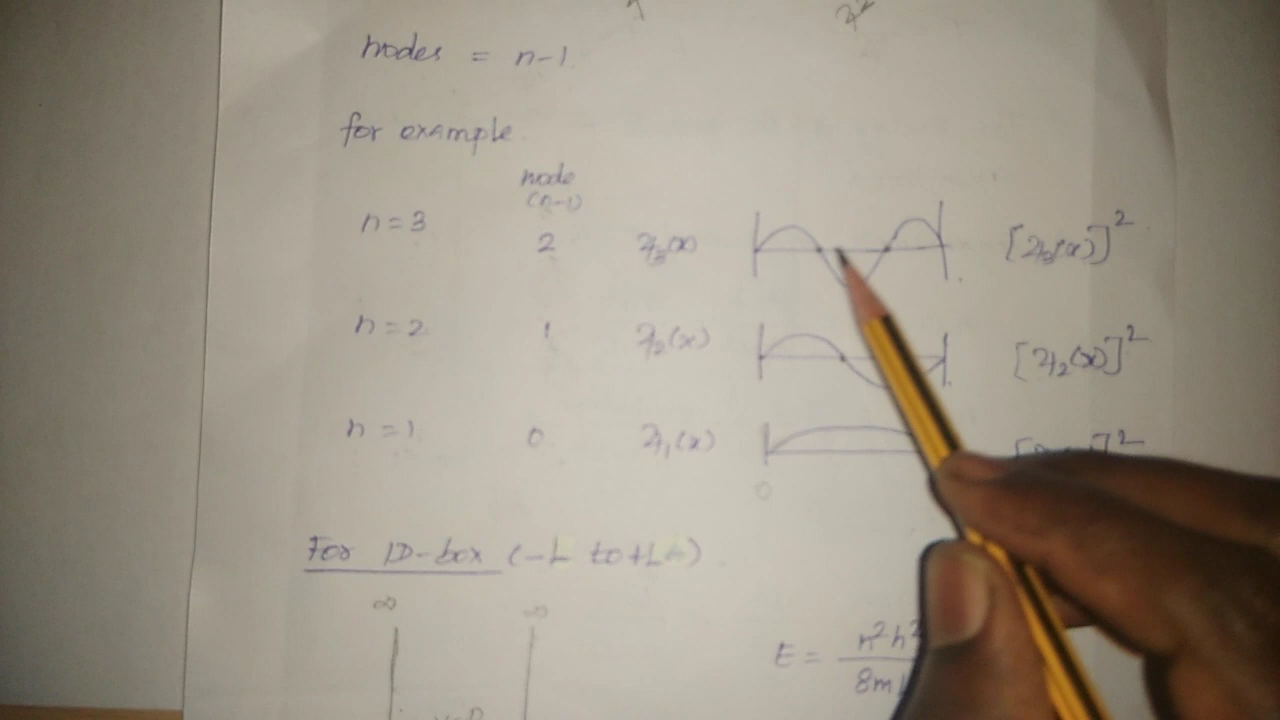 nodes = n-1
for example
node
(n-1)
n=3 2 ψ₃(x) [ψ₃(x)]²
n=2 1 ψ₂(x) [ψ₂(x)]²
n=1 0 ψ₁(x) ]²
0
For 1D-box (-L to +L)
∞ ∞
E = n²h²
8m